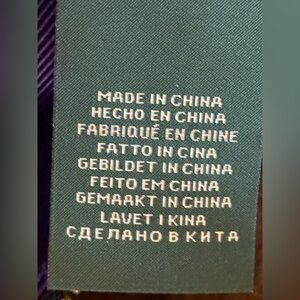 MADE IN CHINA
HECHO EN CHINA
FABRIQUÉ EN CHINE
FATTO IN CINA
GEBILDET IN CHINA
FEITO EM CHINA
GEMAAKT IN CHINA
LAVET I KINA
СДЕЛАНО В КИТА